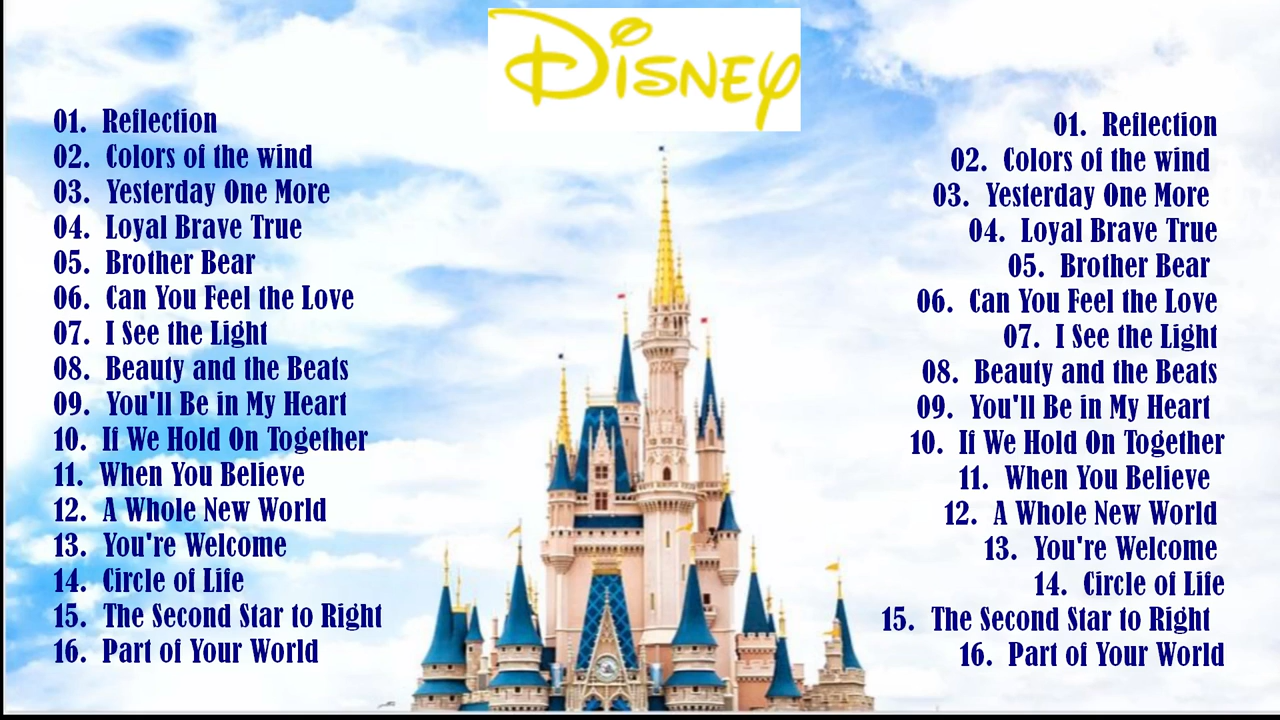 Disney
01. Reflection
02. Colors of the wind
03. Yesterday One More
04. Loyal Brave True
05. Brother Bear
06. Can You Feel the Love
07. I See the Light
08. Beauty and the Beats
09. You'll Be in My Heart
10. If We Hold On Together
11. When You Believe
12. A Whole New World
13. You're Welcome
14. Circle of Life
15. The Second Star to Right
16. Part of Your World
01. Reflection
02. Colors of the wind
03. Yesterday One More
04. Loyal Brave True
05. Brother Bear
06. Can You Feel the Love
07. I See the Light
08. Beauty and the Beats
09. You'll Be in My Heart
10. If We Hold On Together
11. When You Believe
12. A Whole New World
13. You're Welcome
14. Circle of Life
15. The Second Star to Right
16. Part of Your World